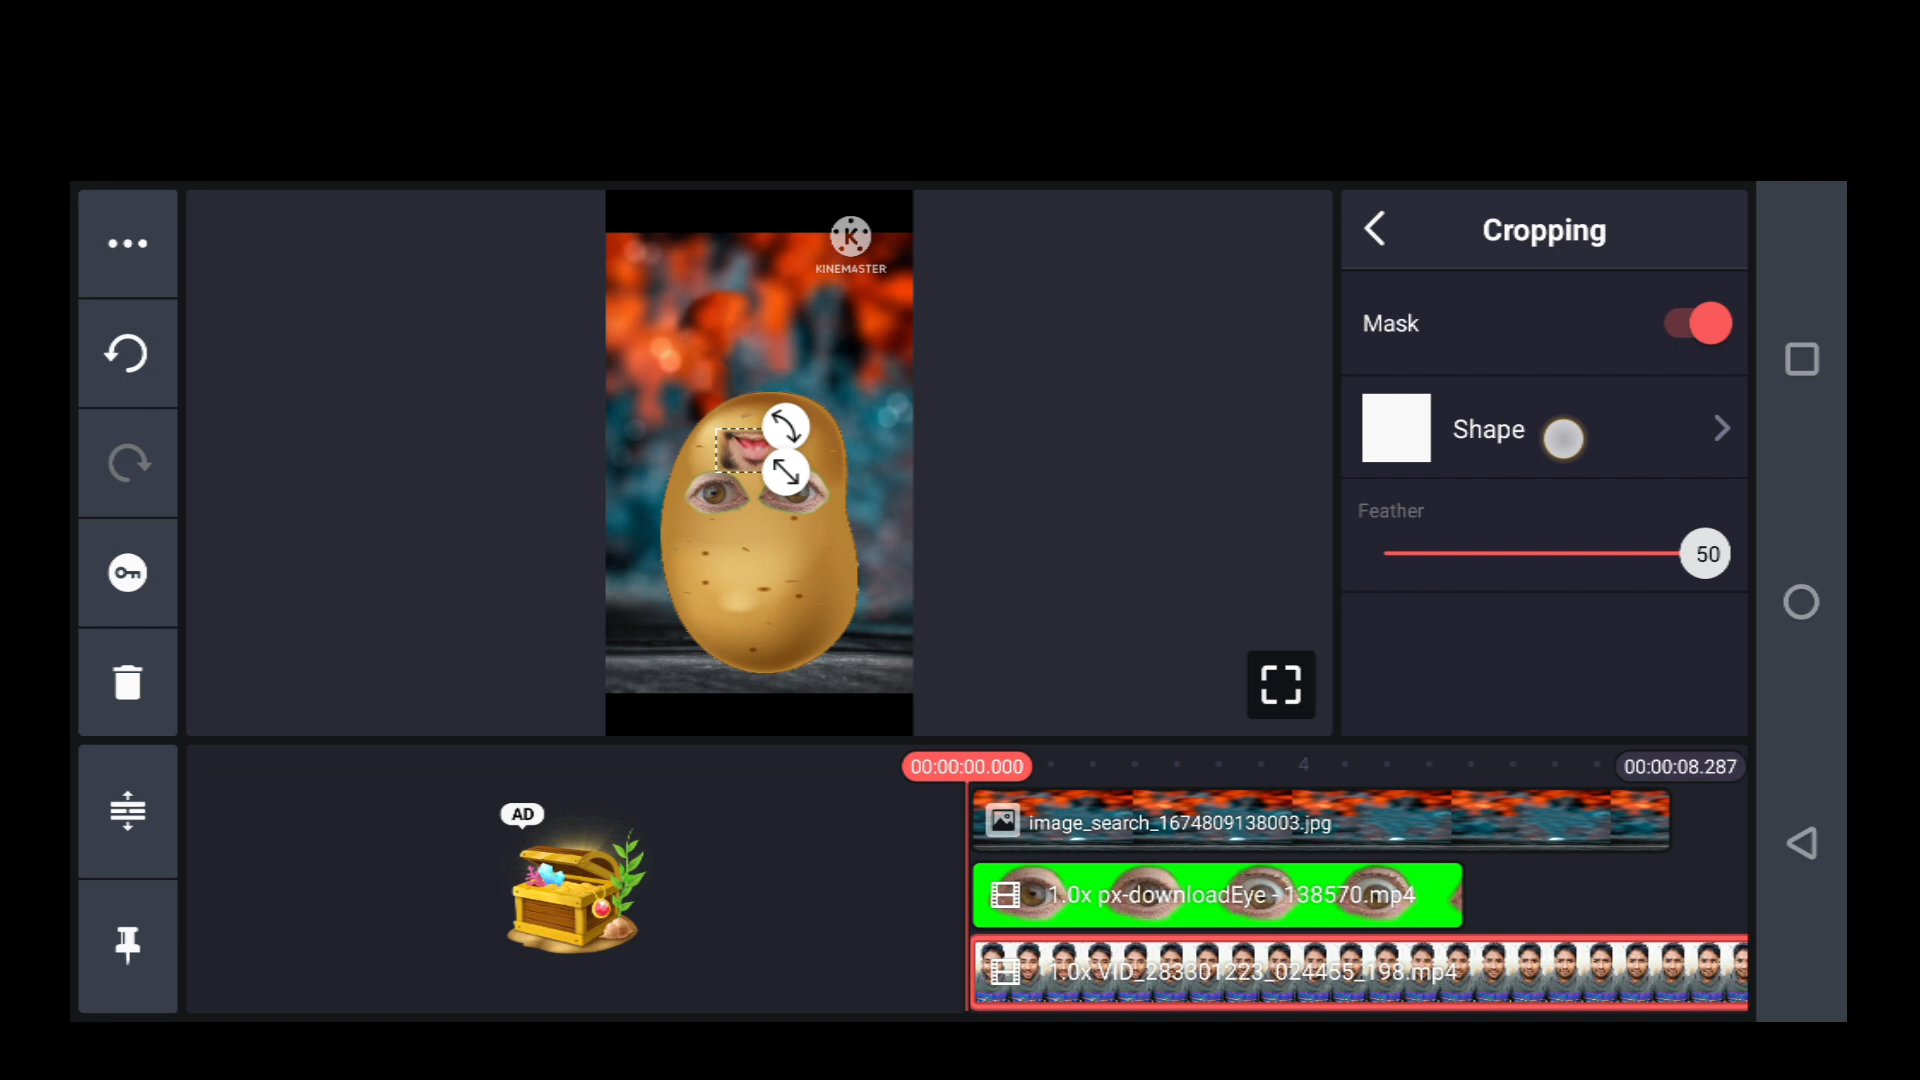 KINEMASTER
Cropping
Mask
Shape
Feather
50
AD
00:00:00.000
4
00:00:08.287
image_search_1674809138003.jpg
1.0x px-downloadEye - 138570.mp4
1.0x VID_283301223_024455_198.mp4